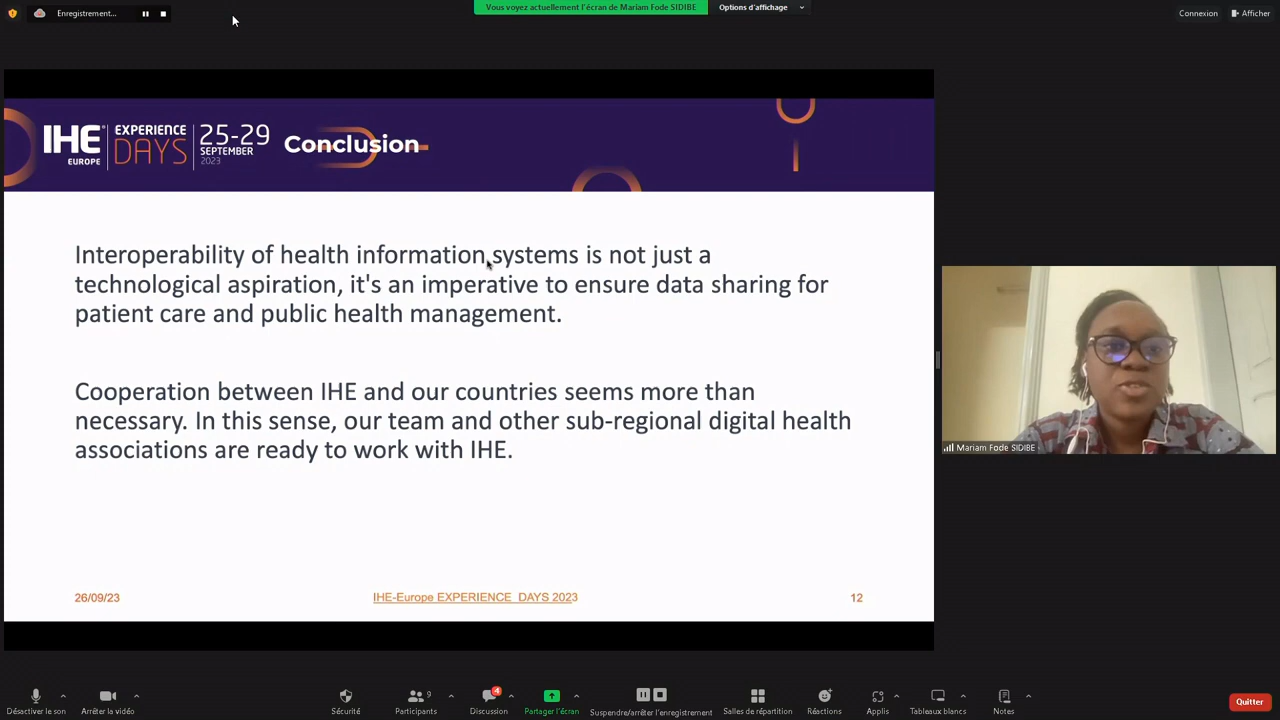 Enregistrement...
Vous voyez actuellement l'écran de Mariam Fode SIDIBE
Options d'affichage
Connexion
Afficher
IHE
EUROPE
EXPERIENCE
DAYS
25-29
SEPTEMBER
2023
Conclusion
Interoperability of health information systems is not just a
technological aspiration, it's an imperative to ensure data sharing for
patient care and public health management.
Cooperation between IHE and our countries seems more than
necessary. In this sense, our team and other sub-regional digital health
associations are ready to work with IHE.
26/09/23
IHE-Europe EXPERIENCE_DAYS 2023
12
Mariam Fode SIDIBE
Désactiver le son
Arrêter la vidéo
Sécurité
9
Participants
4
Discussion
Partager l'écran
Suspendre/arrêter l'enregistrement
Salles de répartition
Réactions
Applis
Tableaux blancs
Notes
Quitter